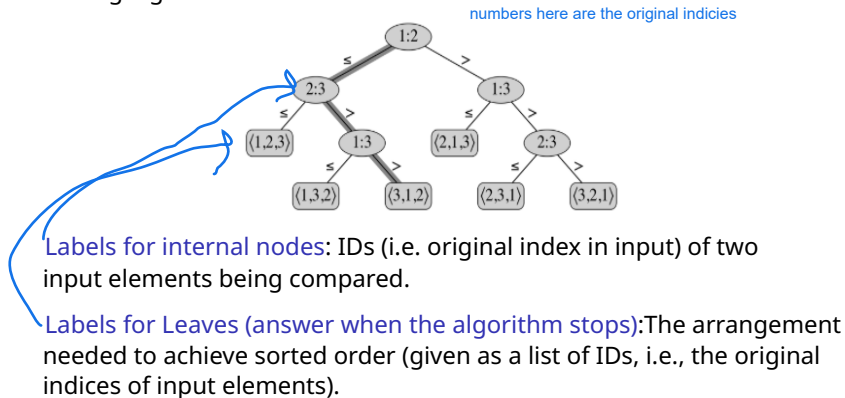 numbers here are the original indicies
1:2
≤ >
2:3 1:3
≤ > ≤ >
⟨1,2,3⟩ 1:3 ⟨2,1,3⟩ 2:3
≤ > ≤ >
⟨1,3,2⟩ ⟨3,1,2⟩ ⟨2,3,1⟩ ⟨3,2,1⟩
Labels for internal nodes: IDs (i.e. original index in input) of two
input elements being compared.
Labels for Leaves (answer when the algorithm stops):The arrangement
needed to achieve sorted order (given as a list of IDs, i.e., the original
indices of input elements).